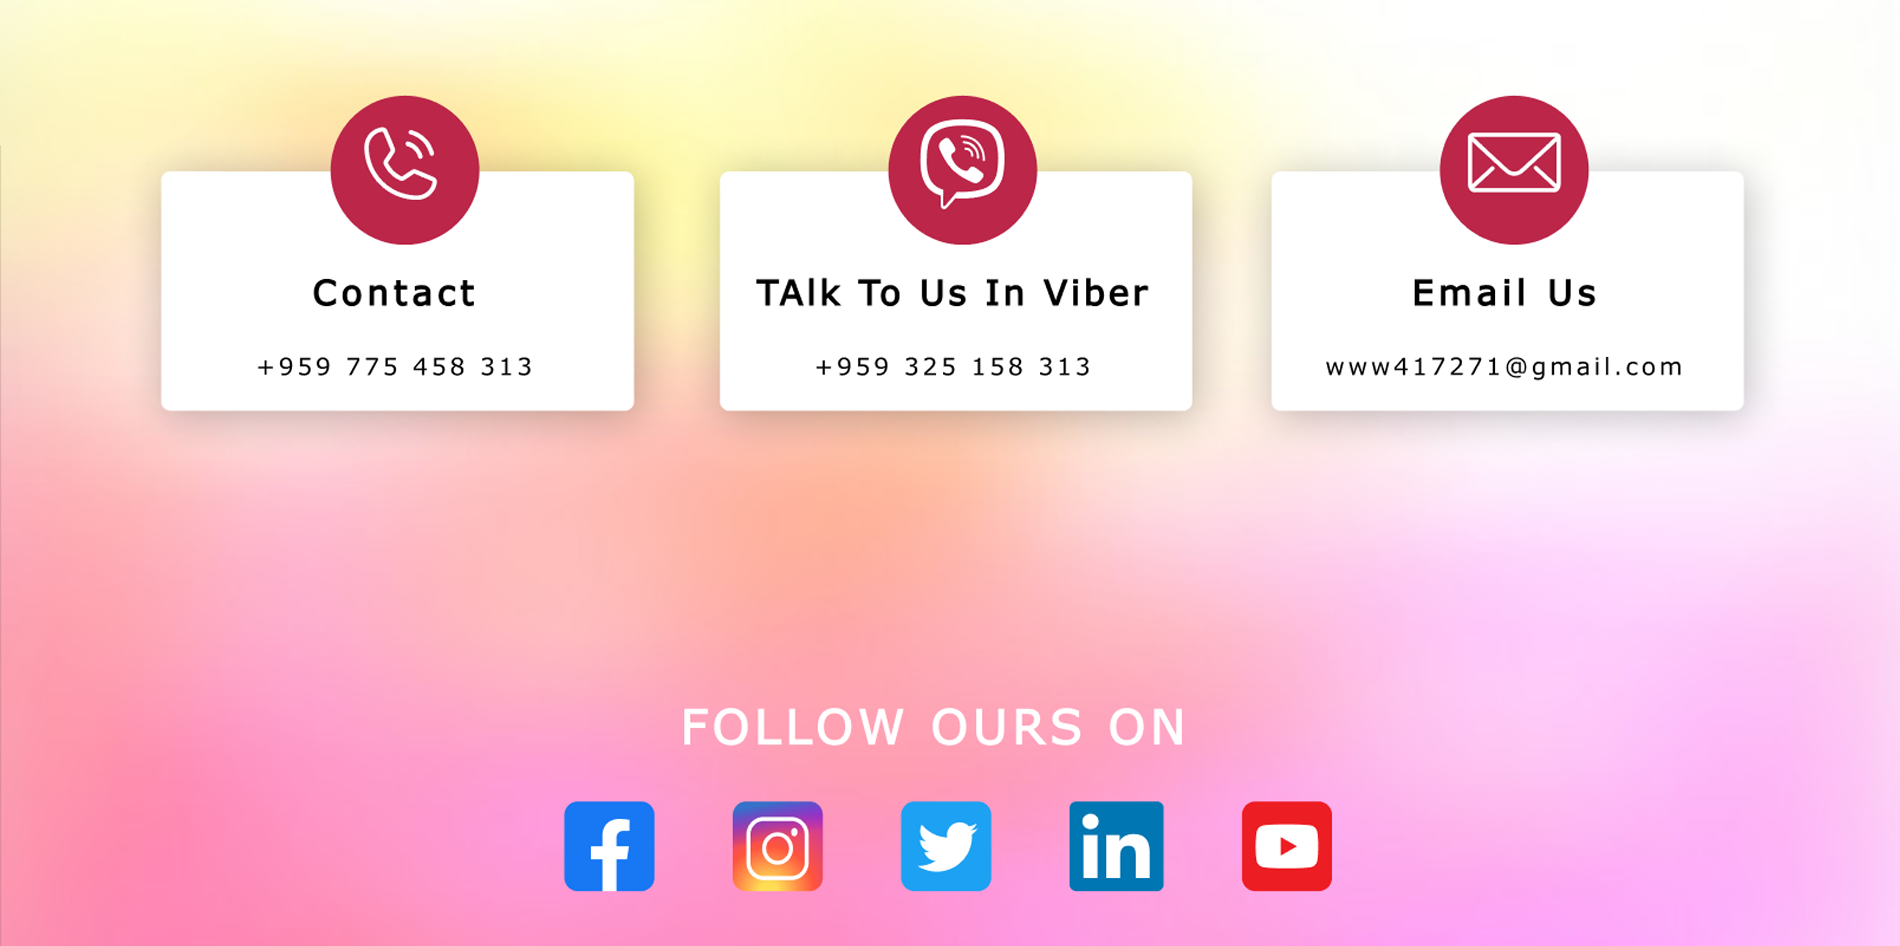 Contact
+959 775 458 313
TAlk To Us In Viber
+959 325 158 313
Email Us
www417271@gmail.com
FOLLOW OURS ON